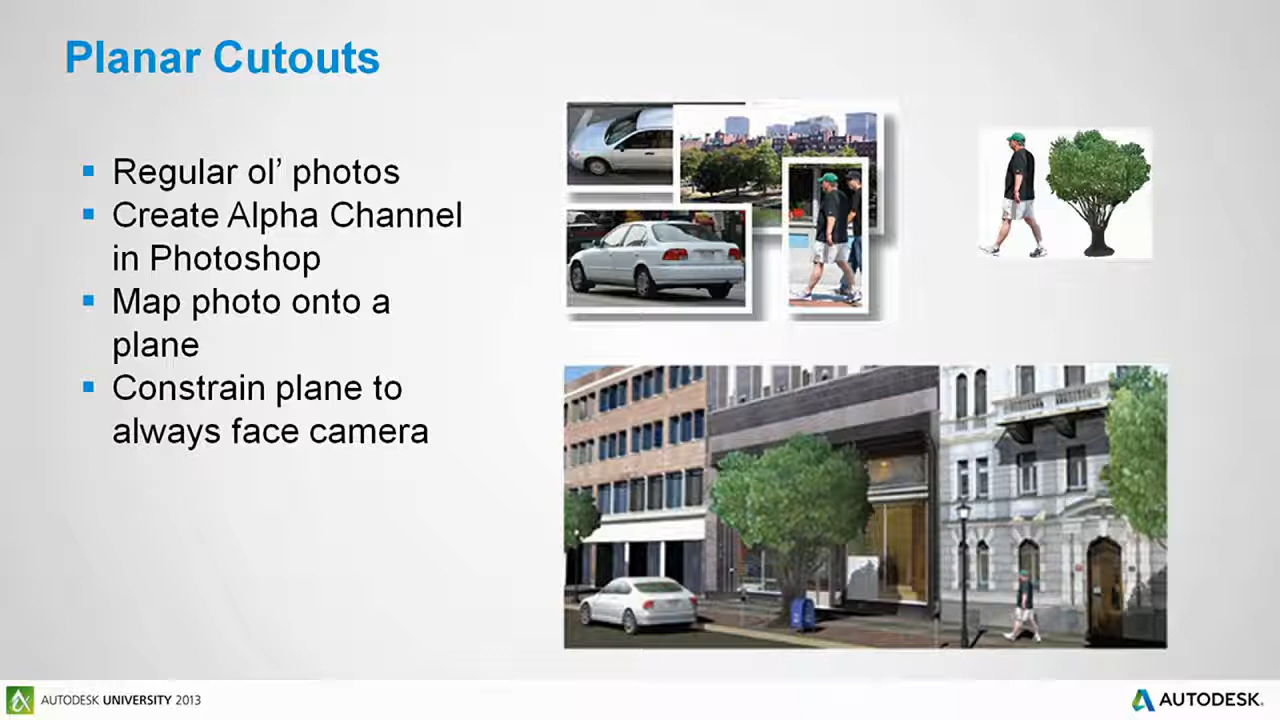 Planar Cutouts
Regular ol’ photos
Create Alpha Channel
in Photoshop
Map photo onto a
plane
Constrain plane to
always face camera
AUTODESK UNIVERSITY 2013
AUTODESK.